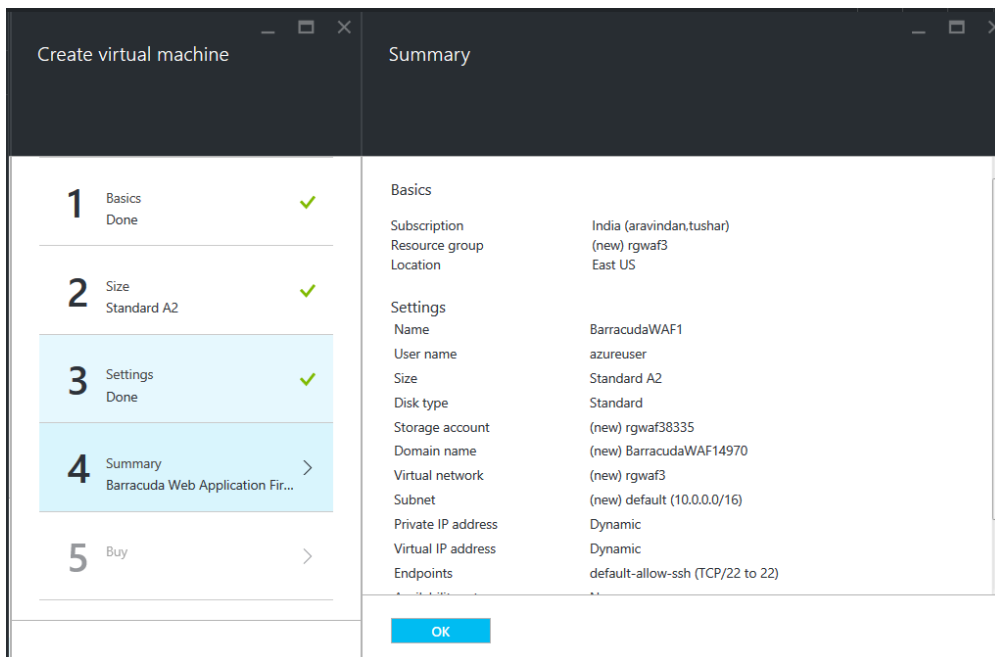 Create virtual machine
Summary
1
Basics
Done
2
Size
Standard A2
3
Settings
Done
4
Summary
Barracuda Web Application Fir...
5
Buy
Basics
Subscription India (aravindan,tushar)
Resource group (new) rgwaf3
Location East US
Settings
Name BarracudaWAF1
User name azureuser
Size Standard A2
Disk type Standard
Storage account (new) rgwaf38335
Domain name (new) BarracudaWAF14970
Virtual network (new) rgwaf3
Subnet (new) default (10.0.0.0/16)
Private IP address Dynamic
Virtual IP address Dynamic
Endpoints default-allow-ssh (TCP/22 to 22)
OK